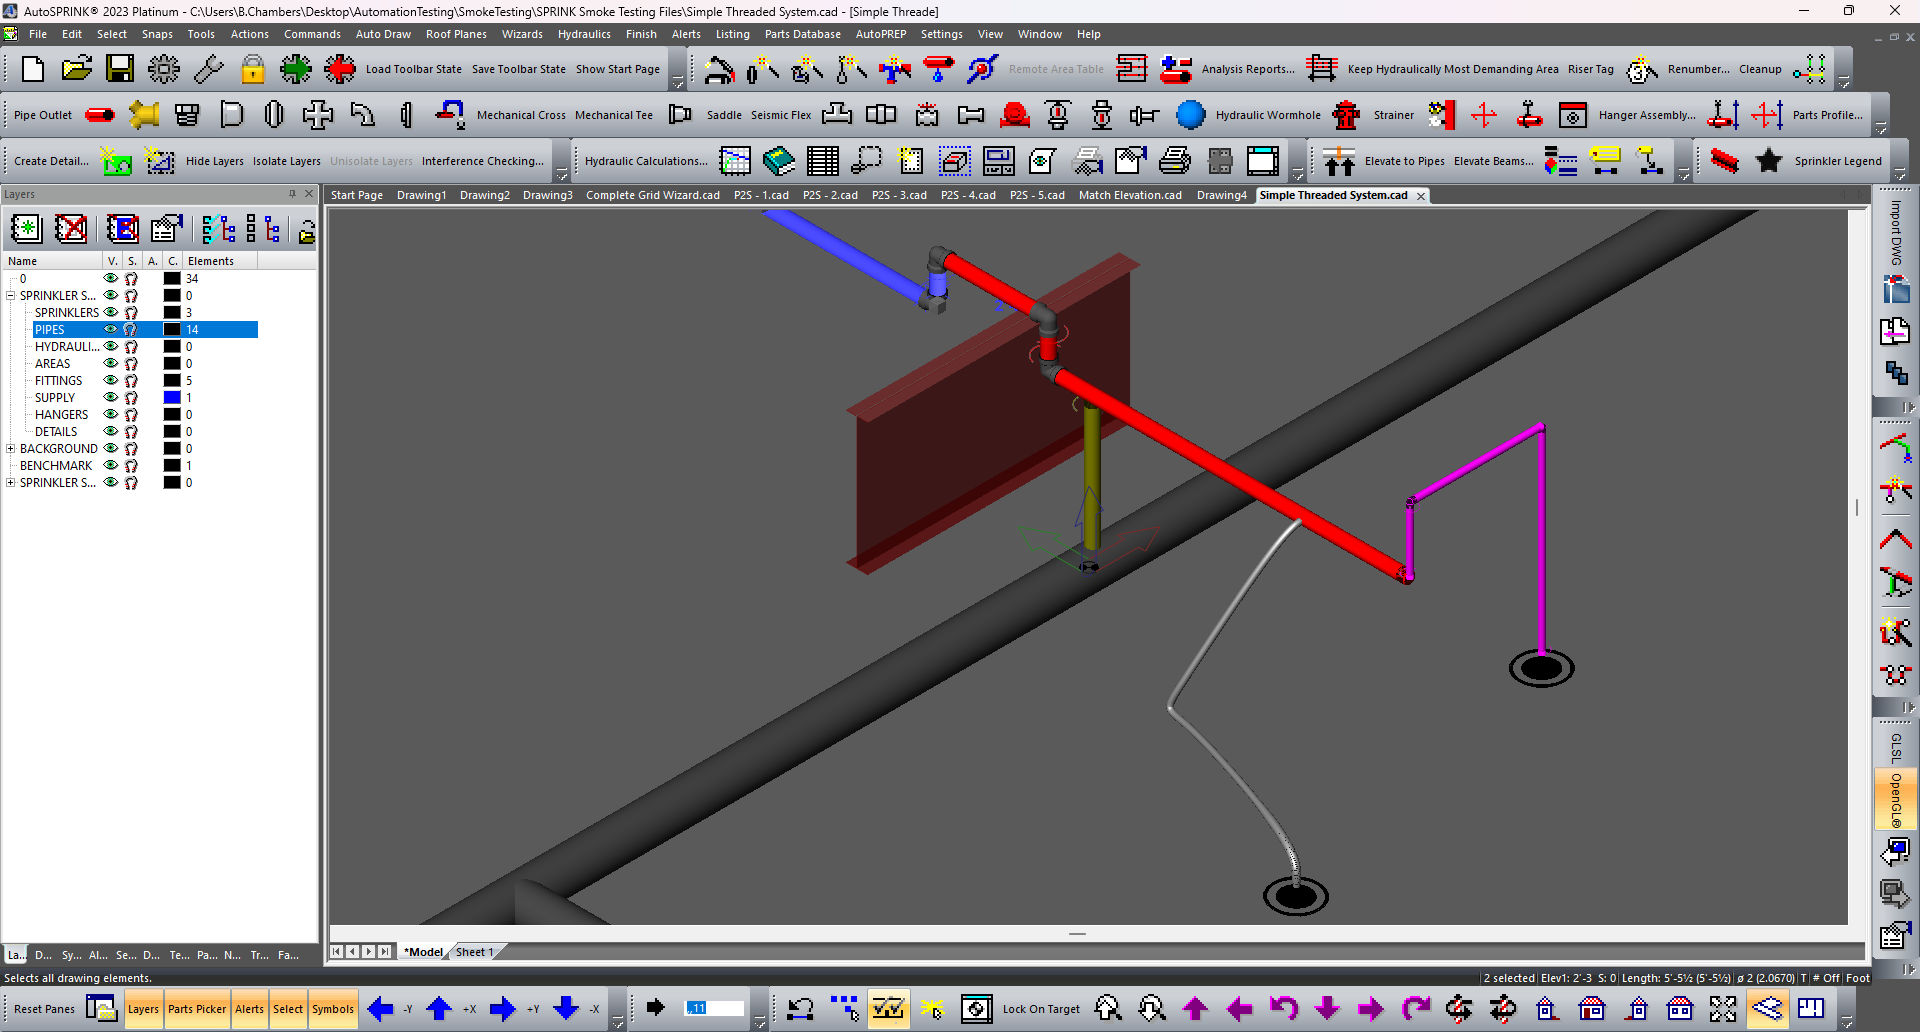 AutoSPRINK® 2023 Platinum - C:\Users\B.Chambers\Desktop\AutomationTesting\SmokeTesting\SPRINK Smoke Testing Files\Simple Threaded System.cad - [Simple Threade]
File Edit Select Snaps Tools Actions Commands Auto Draw Roof Planes Wizards Hydraulics Finish Alerts Listing Parts Database AutoPREP Settings View Window Help
Load Toolbar State Save Toolbar State Show Start Page Remote Area Table Analysis Reports... Keep Hydraulically Most Demanding Area Riser Tag Renumber... Cleanup
Pipe Outlet Mechanical Cross Mechanical Tee Saddle Seismic Flex Hydraulic Wormhole Strainer Hanger Assembly... Parts Profile...
Create Detail... Hide Layers Isolate Layers Unisolate Layers Interference Checking... Hydraulic Calculations... Elevate to Pipes Elevate Beams... Sprinkler Legend
Layers
Start Page Drawing1 Drawing2 Drawing3 Complete Grid Wizard.cad P2S - 1.cad P2S - 2.cad P2S - 3.cad P2S - 4.cad P2S - 5.cad Match Elevation.cad Drawing4 Simple Threaded System.cad
Name V. S. A. C. Elements
0 34
SPRINKLER S... 0
SPRINKLERS 3
PIPES 14
HYDRAULI... 0
AREAS 0
FITTINGS 5
SUPPLY 1
HANGERS 0
DETAILS 0
BACKGROUND 0
BENCHMARK 1
SPRINKLER S... 0
Import DWG
GLSL
OpenGL®
La... D... Sy... Al... Se... D... Te... Pa... N... Tr... Fa...
*Model Sheet 1
Selects all drawing elements.
2 selected Elev1: 2'-3 S: 0 Length: 5'-5½ (5'-5½) ø 2 (2.0670) T # Off Foot
Reset Panes Layers Parts Picker Alerts Select Symbols -Y +X +Y -X ,,11 Lock On Target